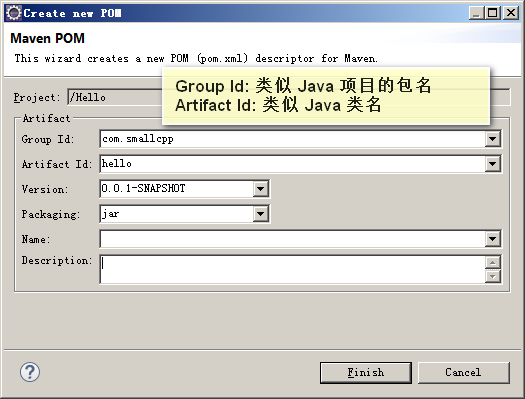 Create new POM
Maven POM
This wizard creates a new POM (pom.xml) descriptor for Maven.
Group Id: 类似 Java 项目的包名
Artifact Id: 类似 Java 类名
Project: /Hello
Artifact
Group Id: com.smallcpp
Artifact Id: hello
Version: 0.0.1-SNAPSHOT
Packaging: jar
Name:
Description:
?
Finish Cancel